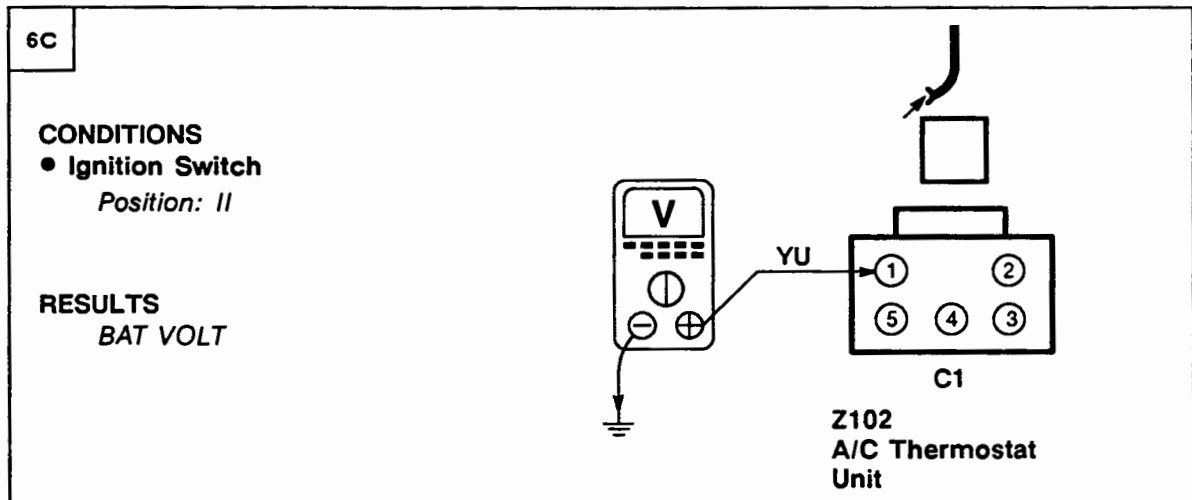 6C
CONDITIONS
● Ignition Switch
Position: II
RESULTS
BAT VOLT
V
YU
1 2
5 4 3
C1
Z102
A/C Thermostat
Unit